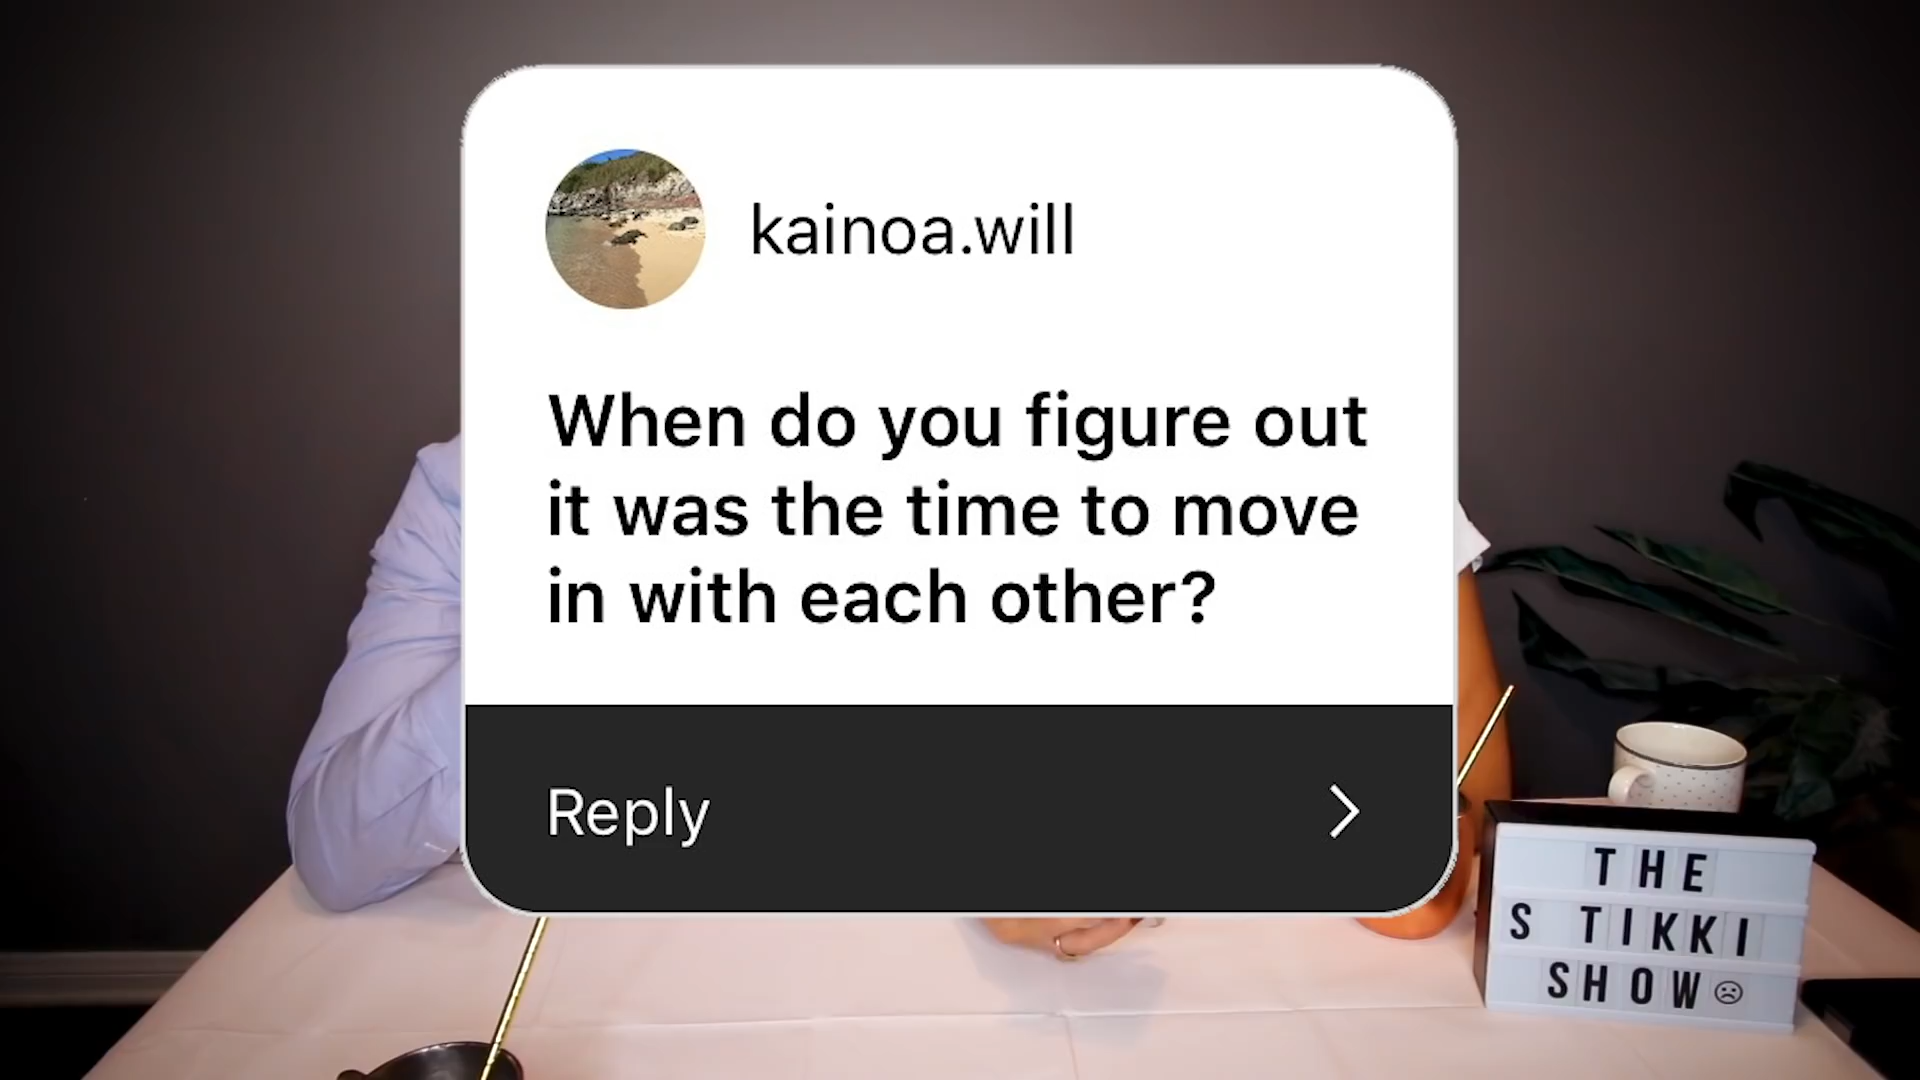 kainoa.will
When do you figure out
it was the time to move
in with each other?
Reply
THE
S TIKKI
SHOW